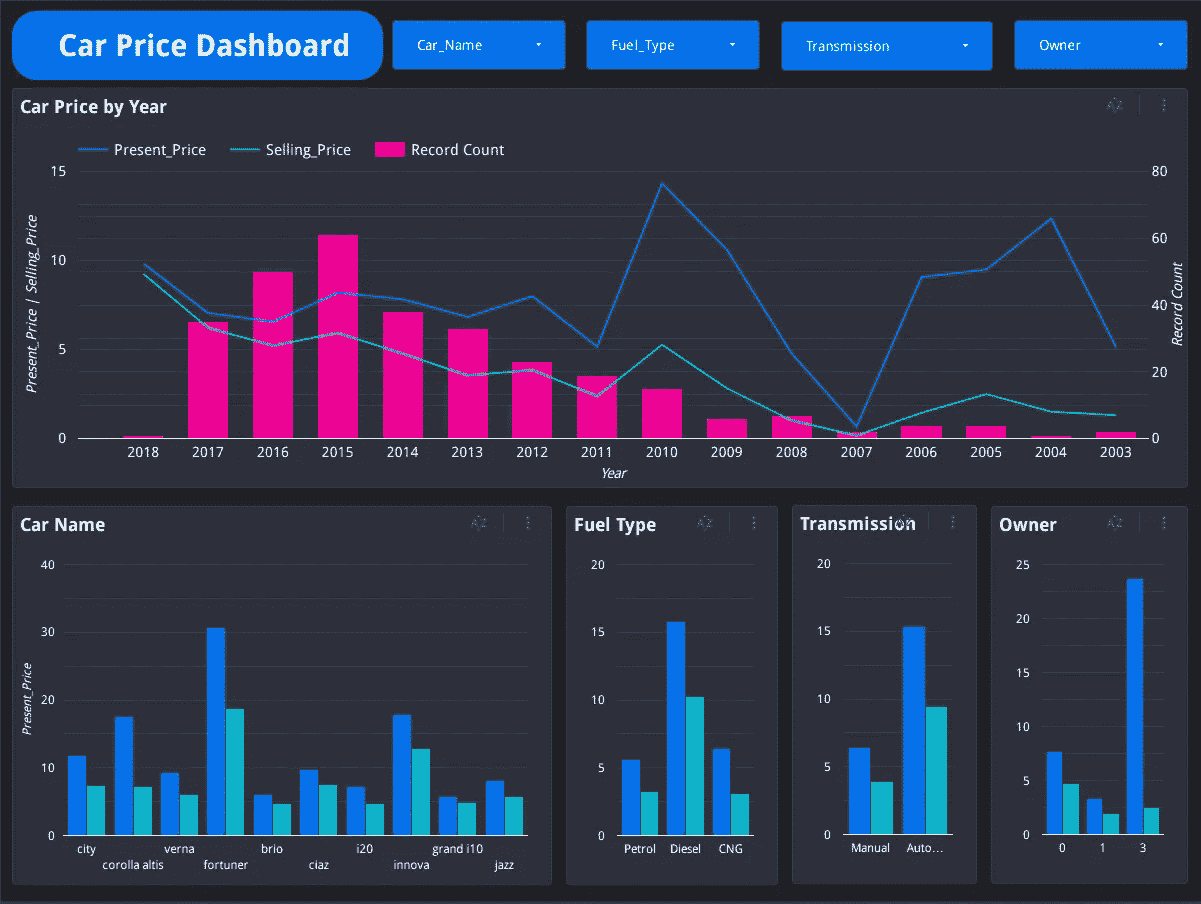 Car Price Dashboard
Car_Name
Fuel_Type
Transmission
Owner
Car Price by Year
Present_Price Selling_Price Record Count
15 80
60
10
40
5
20
0 0
Present_Price | Selling_Price
Record Count
2018 2017 2016 2015 2014 2013 2012 2011 2010 2009 2008 2007 2006 2005 2004 2003
Year
Car Name
40
30
20
10
0
Present_Price
city verna brio i20 grand i10
corolla altis fortuner ciaz innova jazz
Fuel Type
20
15
10
5
0
Petrol Diesel CNG
Transmission
20
15
10
5
0
Manual Auto...
Owner
25
20
15
10
5
0
0 1 3